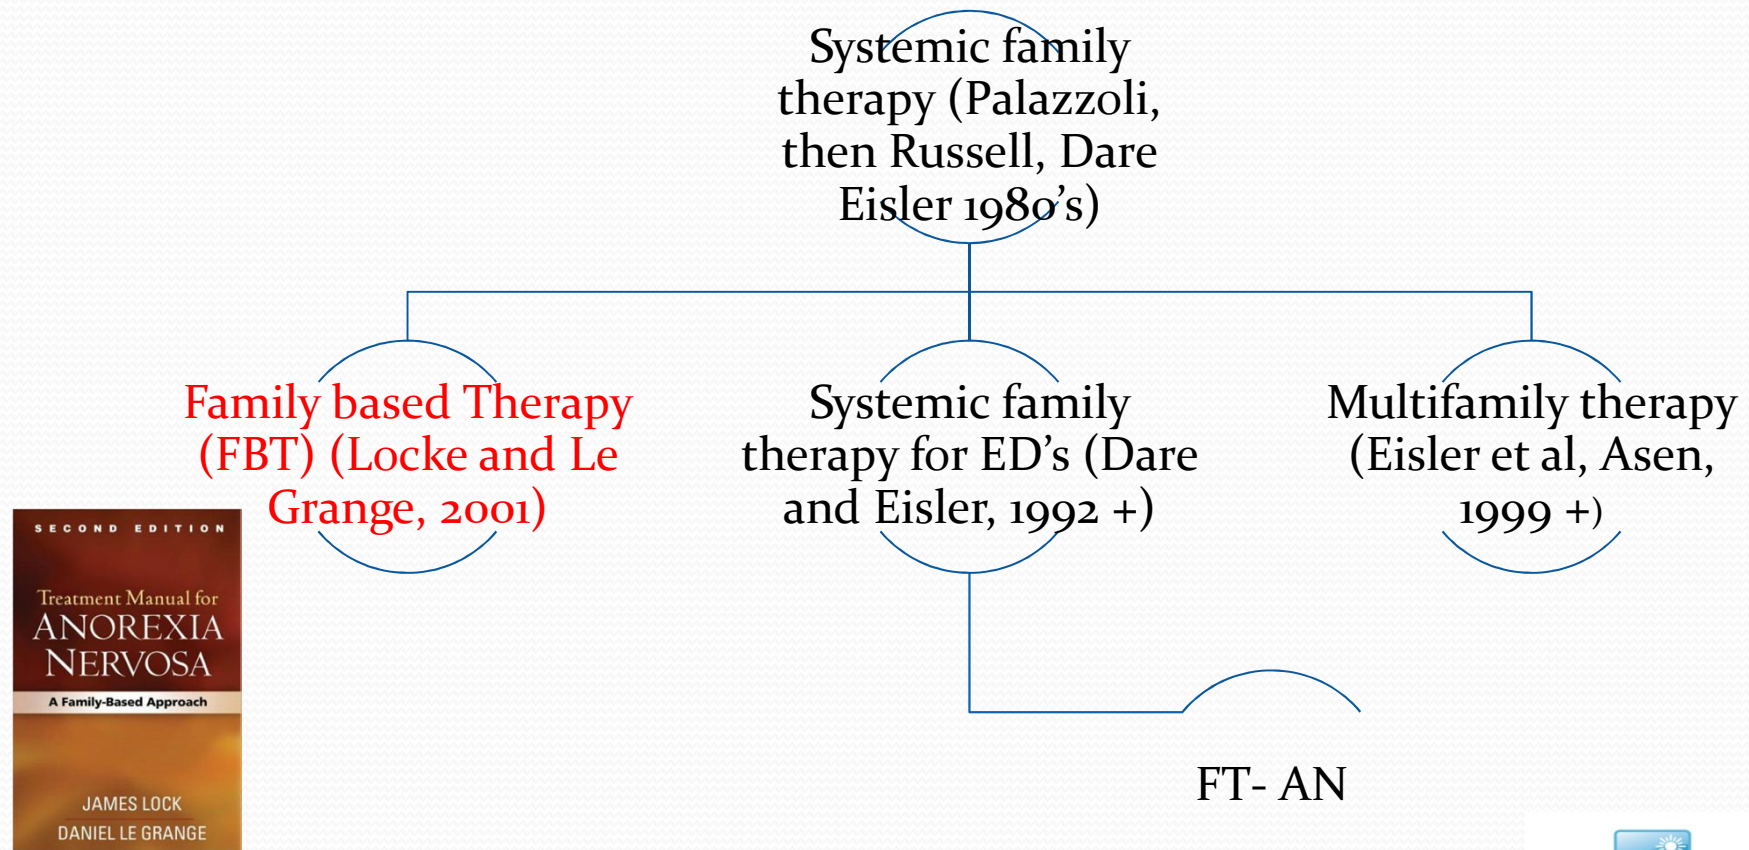 Systemic family
therapy (Palazzoli,
then Russell, Dare
Eisler 1980's)
Family based Therapy
(FBT) (Locke and Le
Grange, 2001)
Systemic family
therapy for ED's (Dare
and Eisler, 1992 +)
Multifamily therapy
(Eisler et al, Asen,
1999 +)
FT- AN
SECOND EDITION
Treatment Manual for
ANOREXIA
NERVOSA
A Family-Based Approach
JAMES LOCK
DANIEL LE GRANGE